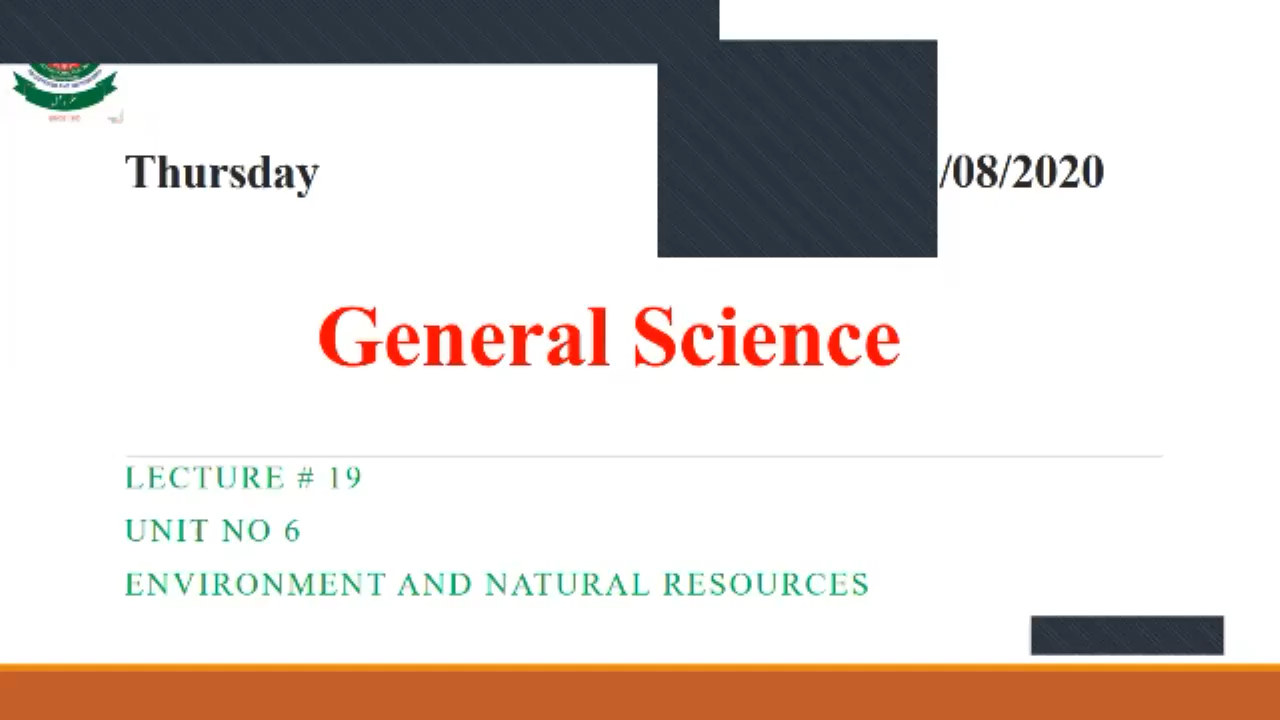 Thursday /08/2020
General Science
LECTURE # 19
UNIT NO 6
ENVIRONMENT AND NATURAL RESOURCES